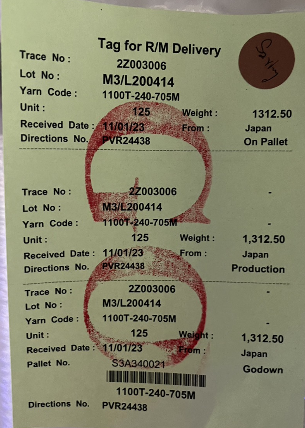 Tag for R/M Delivery
Trace No : 2Z003006
Lot No : M3/L200414
Yarn Code : 1100T-240-705M
Unit : 125 Weight : 1312.50
Received Date : 11/01/23 From : Japan
Directions No. PVR24438 On Pallet
Trace No : 2Z003006 -
Lot No : M3/L200414 -
Yarn Code : 1100T-240-705M -
Unit : 125 Weight : 1,312.50
Received Date : 11/01/23 From : Japan
Directions No. PVR24438 Production
Trace No : 2Z003006 -
Lot No : M3/L200414 -
Yarn Code : 1100T-240-705M
Unit : 125 Weight : 1,312.50
Received Date : 11/01/23 From : Japan
Pallet No. S3A340021 Godown
1100T-240-705M
Directions No. PVR24438